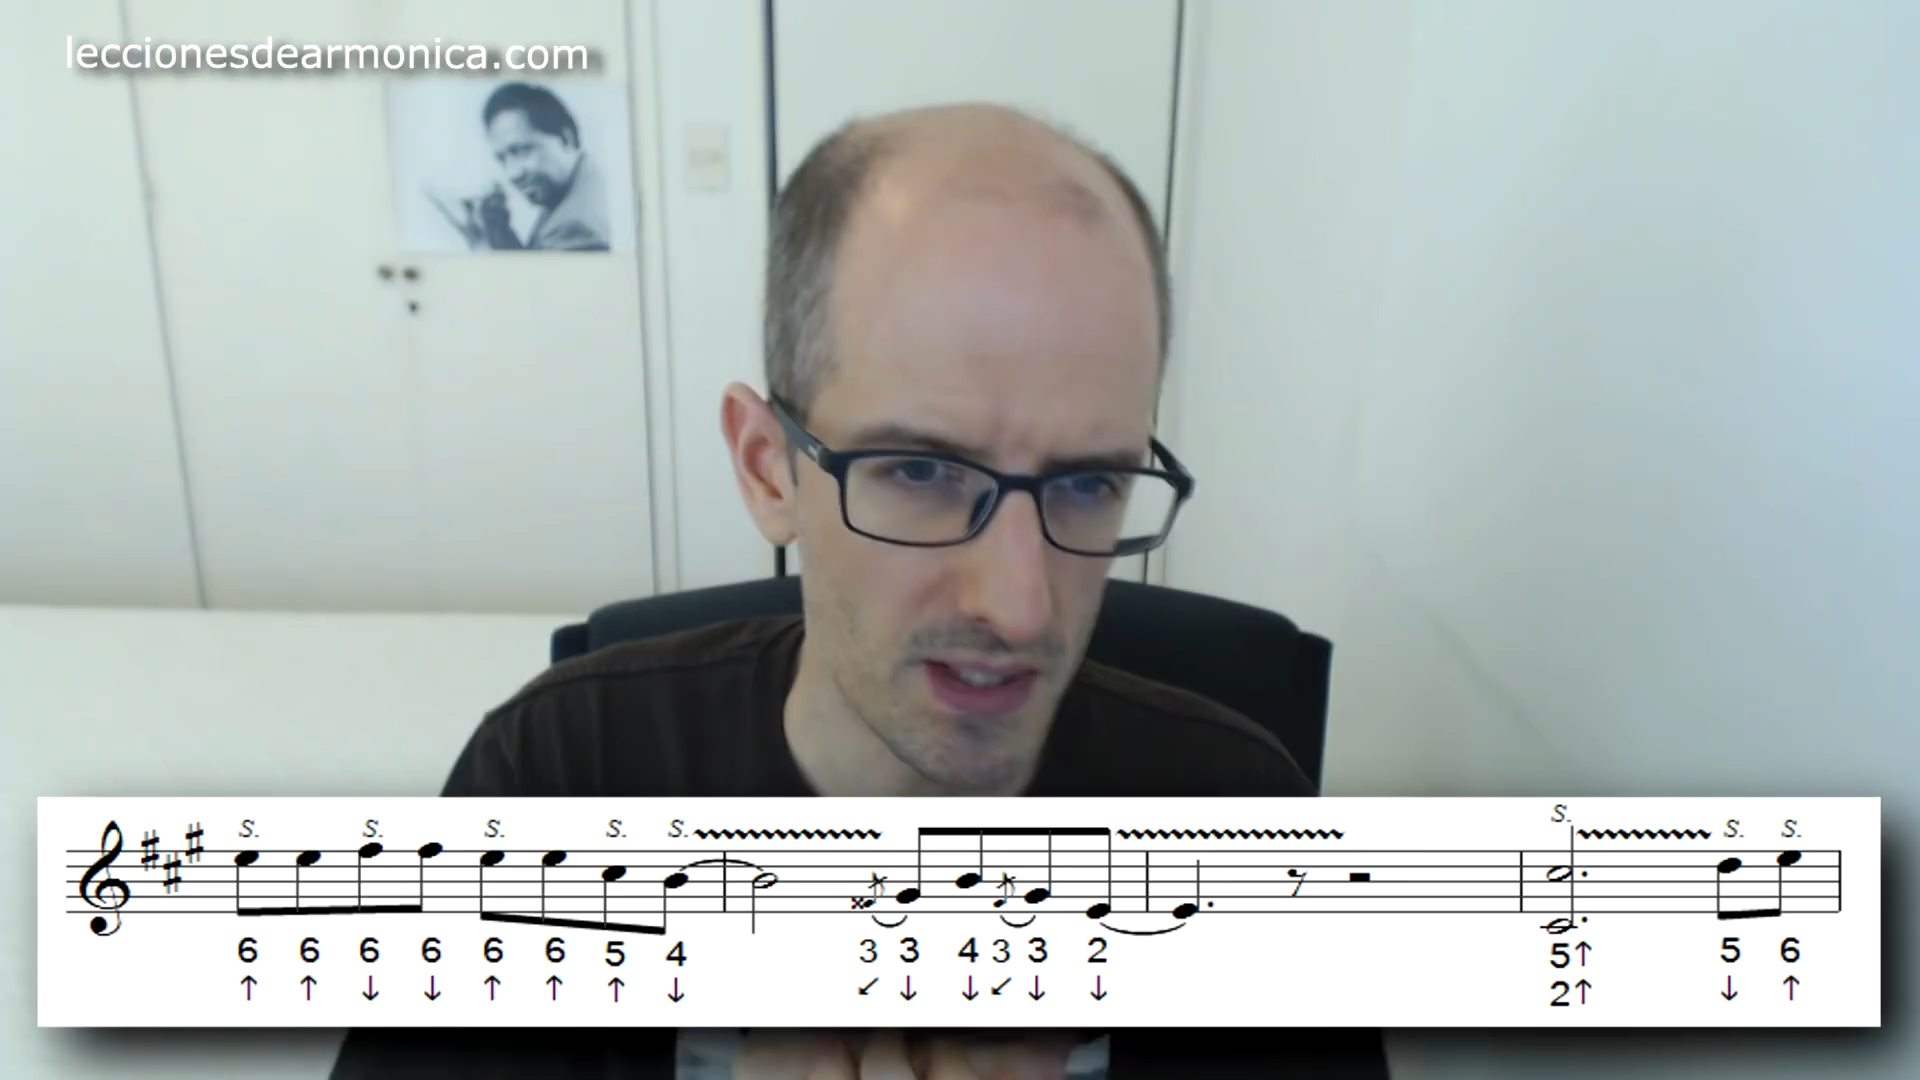 leccionesdearmonica.com
S. S. S. S. S. S. S. S.
6 6 6 6 6 6 5 4 3 3 4 3 3 2 5↑ 5 6
↑ ↑ ↓ ↓ ↑ ↑ ↑ ↓ ↙ ↓ ↓ ↙ ↓ ↓ 2↑ ↓ ↑